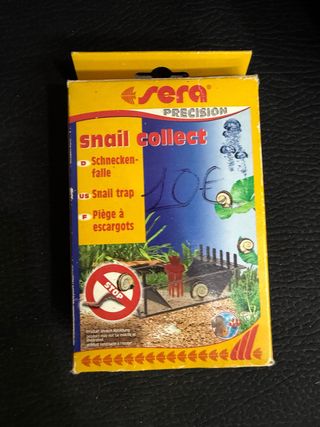 sera
PRECISION
snail collect
D Schnecken-
falle
US Snail trap
F Piège à
escargots
10€
STOP